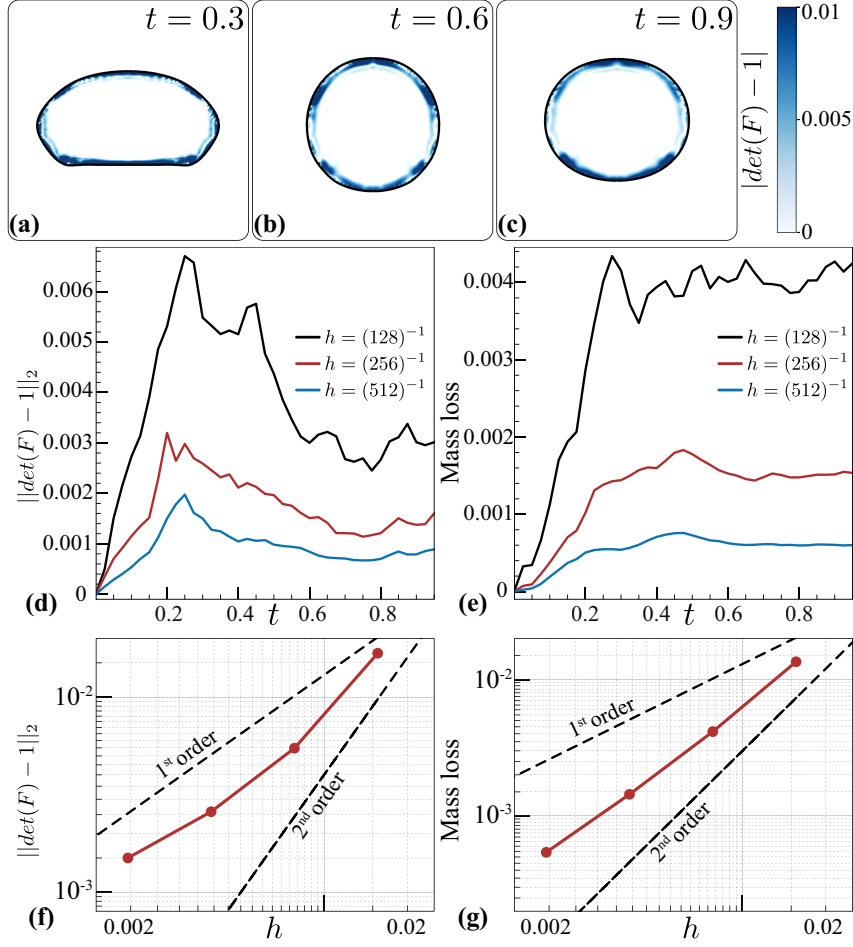 t = 0.3
t = 0.6
t = 0.9
(a)
(b)
(c)
0.01
0.005
0
|det(F) − 1|
0.006
0.005
0.004
0.003
0.002
0.001
0
||det(F) − 1||₂
h = (128)⁻¹
h = (256)⁻¹
h = (512)⁻¹
0.2
0.4
0.6
0.8
t
(d)
0.004
0.003
0.002
0.001
0
Mass loss
h = (128)⁻¹
h = (256)⁻¹
h = (512)⁻¹
0.2
0.4
0.6
0.8
t
(e)
10⁻²
10⁻³
||det(F) − 1||₂
1ˢᵗ order
2ⁿᵈ order
0.002
0.02
h
(f)
10⁻²
10⁻³
Mass loss
1ˢᵗ order
2ⁿᵈ order
0.002
0.02
h
(g)